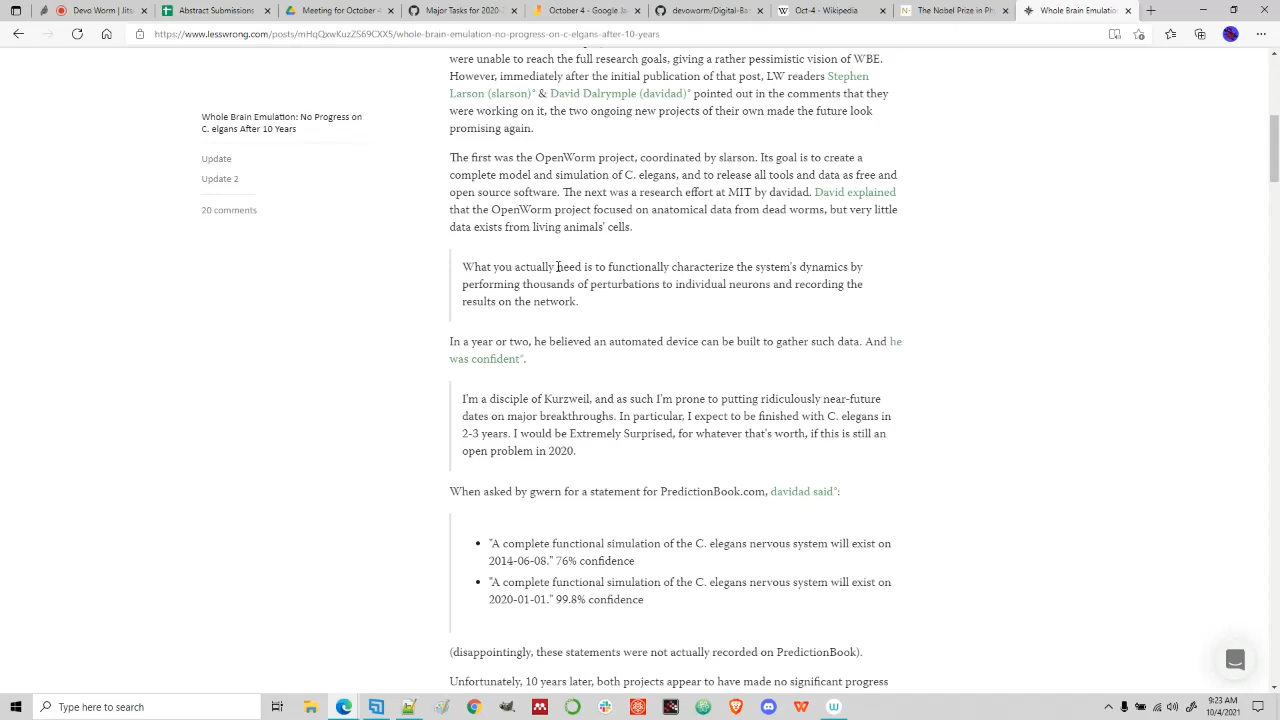 Devo Worm | O
Abstract Submissions
Meeting for October 4
Major Tasks for 2020-
October 4 - Google Ja
devoworm/slarson-
Oct-4 - Wikipedia
The Nobel Prize in Ph
Whole Brain Emulation
https://www.lesswrong.com/posts/mHqQxwKuzZS69CXX5/whole-brain-emulation-no-progress-on-c-elgans-after-10-years
Whole Brain Emulation: No Progress on
C. elgans After 10 Years
Update
Update 2
20 comments
were unable to reach the full research goals, giving a rather pessimistic vision of WBE.
However, immediately after the initial publication of that post, LW readers Stephen
Larson (slarson)° & David Dalrymple (davidad)° pointed out in the comments that they
were working on it, the two ongoing new projects of their own made the future look
promising again.
The first was the OpenWorm project, coordinated by slarson. Its goal is to create a
complete model and simulation of C. elegans, and to release all tools and data as free and
open source software. The next was a research effort at MIT by davidad. David explained
that the OpenWorm project focused on anatomical data from dead worms, but very little
data exists from living animals' cells.
What you actually need is to functionally characterize the system's dynamics by
performing thousands of perturbations to individual neurons and recording the
results on the network.
In a year or two, he believed an automated device can be built to gather such data. And he
was confident°.
I'm a disciple of Kurzweil, and as such I'm prone to putting ridiculously near-future
dates on major breakthroughs. In particular, I expect to be finished with C. elegans in
2-3 years. I would be Extremely Surprised, for whatever that's worth, if this is still an
open problem in 2020.
When asked by gwern for a statement for PredictionBook.com, davidad said°:
• "A complete functional simulation of the C. elegans nervous system will exist on
2014-06-08." 76% confidence
• "A complete functional simulation of the C. elegans nervous system will exist on
2020-01-01." 99.8% confidence
(disappointingly, these statements were not actually recorded on PredictionBook).
Unfortunately, 10 years later, both projects appear to have made no significant progress
Type here to search
9:23 AM
10/4/2021